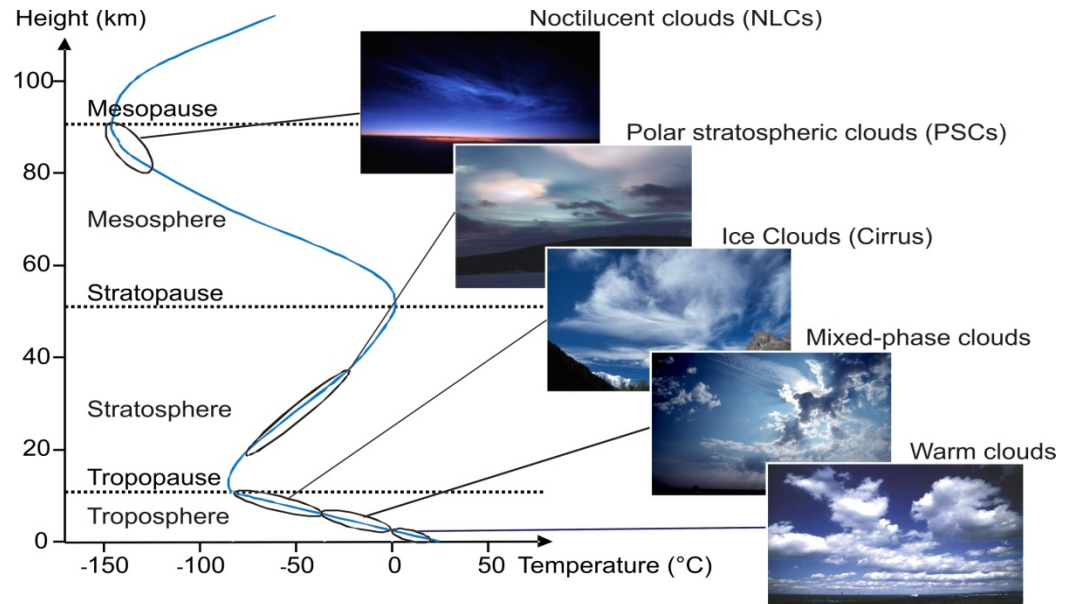 Height (km)
Noctilucent clouds (NLCs)
100
Mesopause
Polar stratospheric clouds (PSCs)
80
Mesosphere
Ice Clouds (Cirrus)
60
Stratopause
Mixed-phase clouds
40
Stratosphere
20
Warm clouds
Tropopause
Troposphere
0
-150 -100 -50 0 50 Temperature (°C)